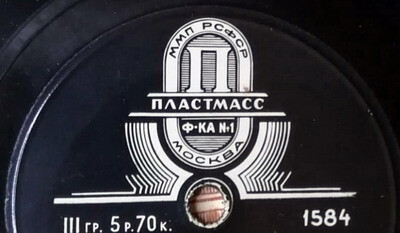 ММП РСФСР
П
ПЛАСТМАСС
Ф-КА №1
МОСКВА
III ГР. 5 Р. 70 К.
1584